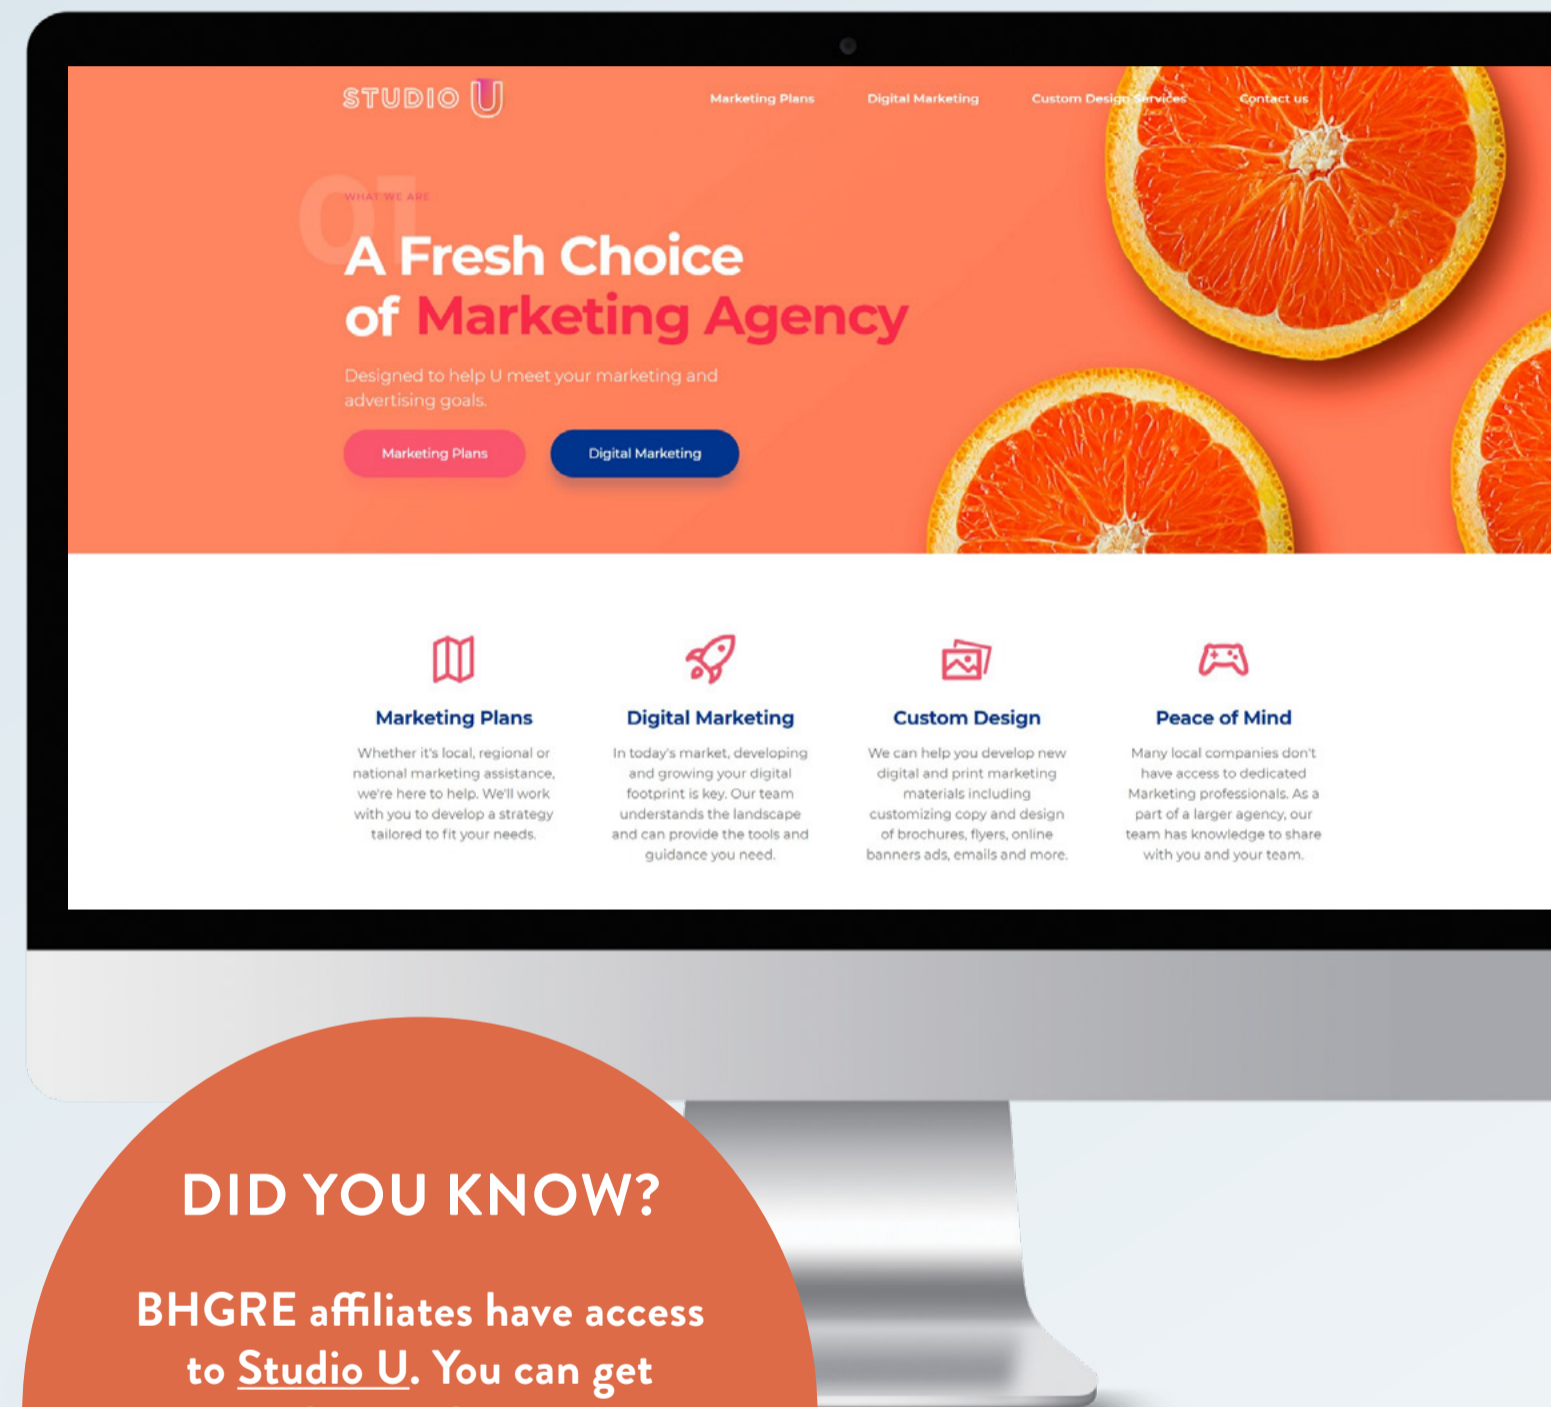 STUDIO U
Marketing Plans
Digital Marketing
Custom Design Services
Contact us
01
WHAT WE ARE
A Fresh Choice
of Marketing Agency
Designed to help U meet your marketing and
advertising goals.
Marketing Plans
Digital Marketing
Marketing Plans
Whether it's local, regional or
national marketing assistance,
we're here to help. We'll work
with you to develop a strategy
tailored to fit your needs.
Digital Marketing
In today's market, developing
and growing your digital
footprint is key. Our team
understands the landscape
and can provide the tools and
guidance you need.
Custom Design
We can help you develop new
digital and print marketing
materials including
customizing copy and design
of brochures, flyers, online
banners ads, emails and more.
Peace of Mind
Many local companies don't
have access to dedicated
Marketing professionals. As a
part of a larger agency, our
team has knowledge to share
with you and your team.
DID YOU KNOW?
BHGRE affiliates have access
to Studio U. You can get